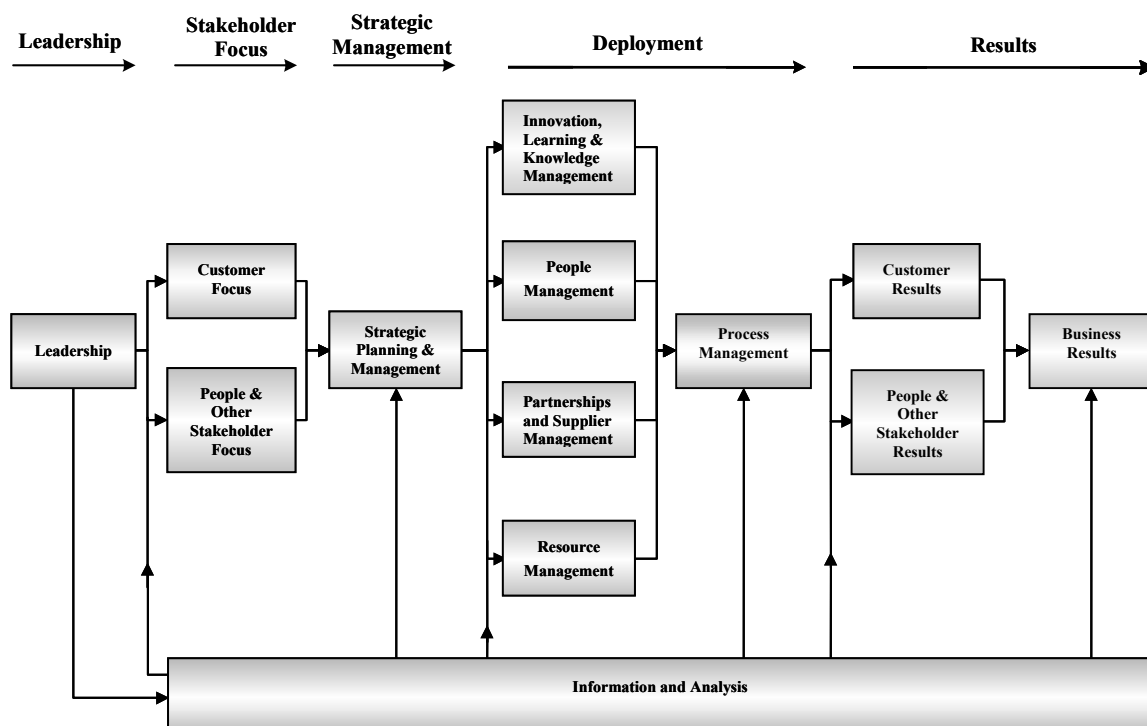 Leadership
Stakeholder
Focus
Strategic
Management
Deployment
Results
Innovation,
Learning &
Knowledge
Management
Customer
Focus
People
Management
Customer
Results
Leadership
Strategic
Planning &
Management
Process
Management
Business
Results
People &
Other
Stakeholder
Focus
Partnerships
and Supplier
Management
People &
Other
Stakeholder
Results
Resource
Management
Information and Analysis